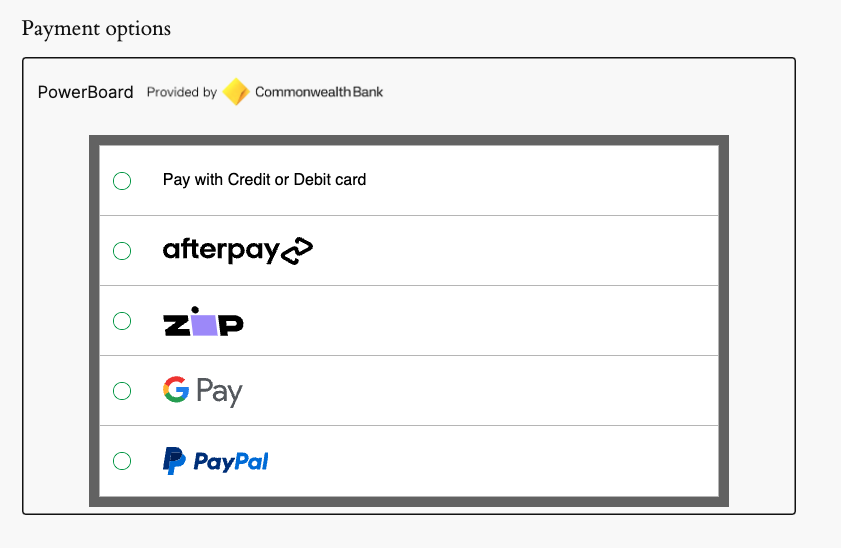 Payment options
PowerBoard Provided by CommonwealthBank
Pay with Credit or Debit card
afterpay
zip
G Pay
PayPal